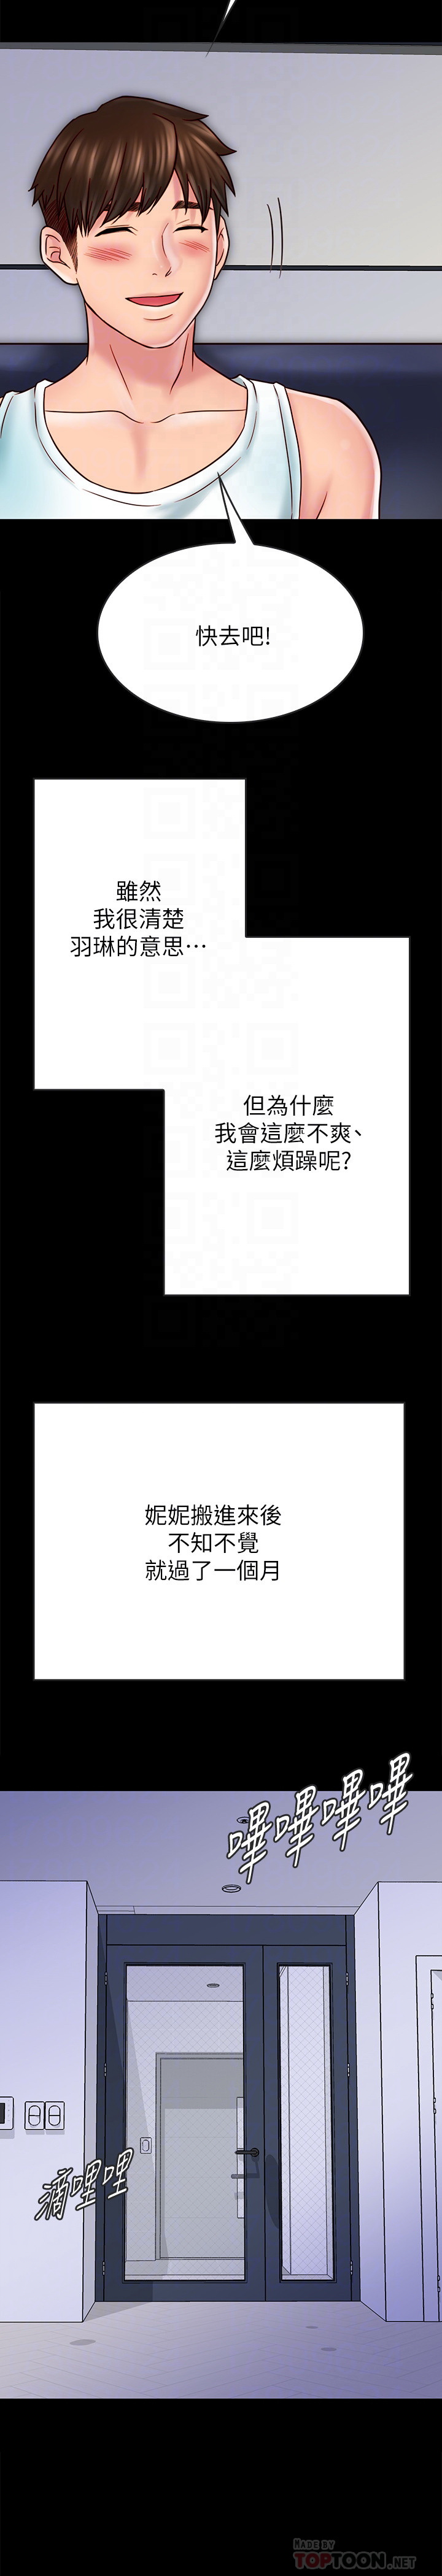 快去吧!
雖然
我很清楚
羽琳的意思⋯
但為什麼
我會這麼不爽、
這麼煩躁呢?
妮妮搬進來後
不知不覺
就過了一個月
嗶嗶嗶嗶
滴哩哩
MADE BY
TOPTOON.NET